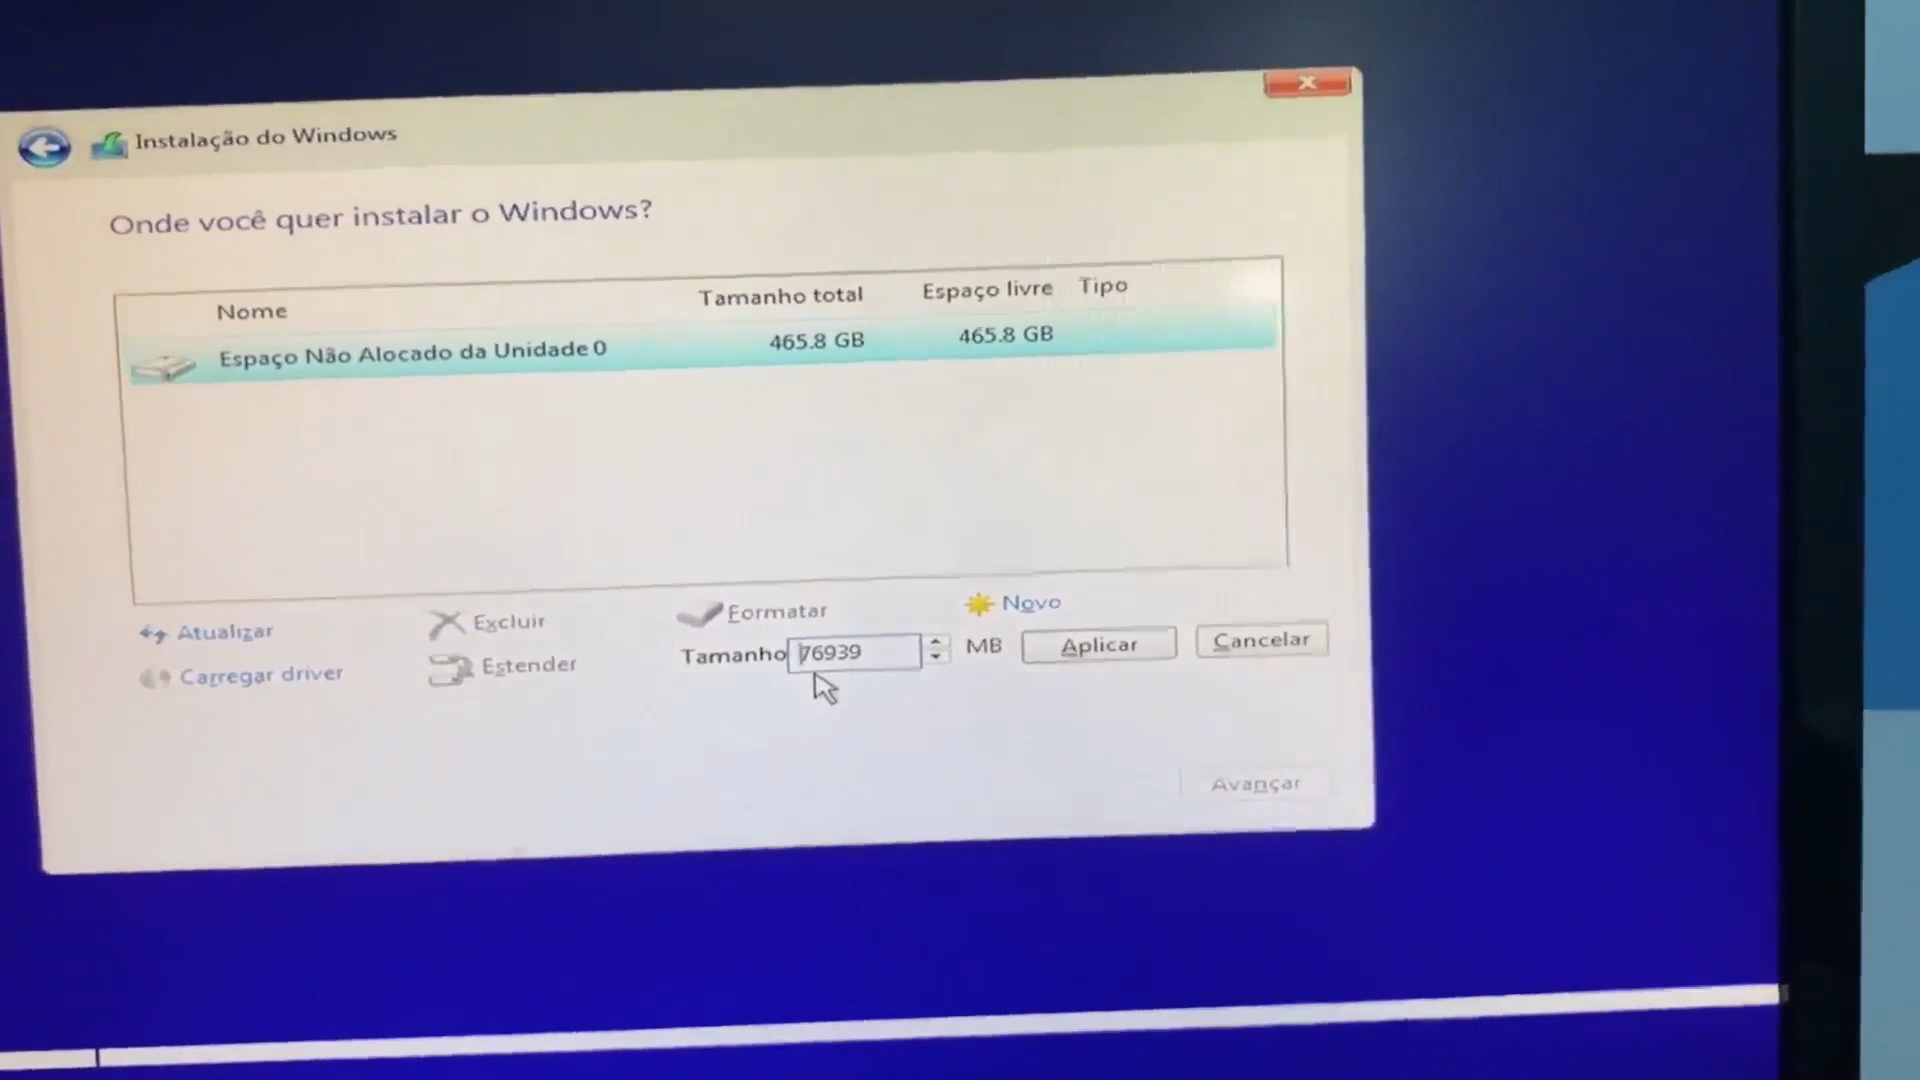 Instalação do Windows
Onde você quer instalar o Windows?
Nome Tamanho total Espaço livre Tipo
Espaço Não Alocado da Unidade 0 465.8 GB 465.8 GB
Atualizar Excluir Formatar Novo
Carregar driver Estender Tamanho 76939 MB Aplicar Cancelar
Avançar